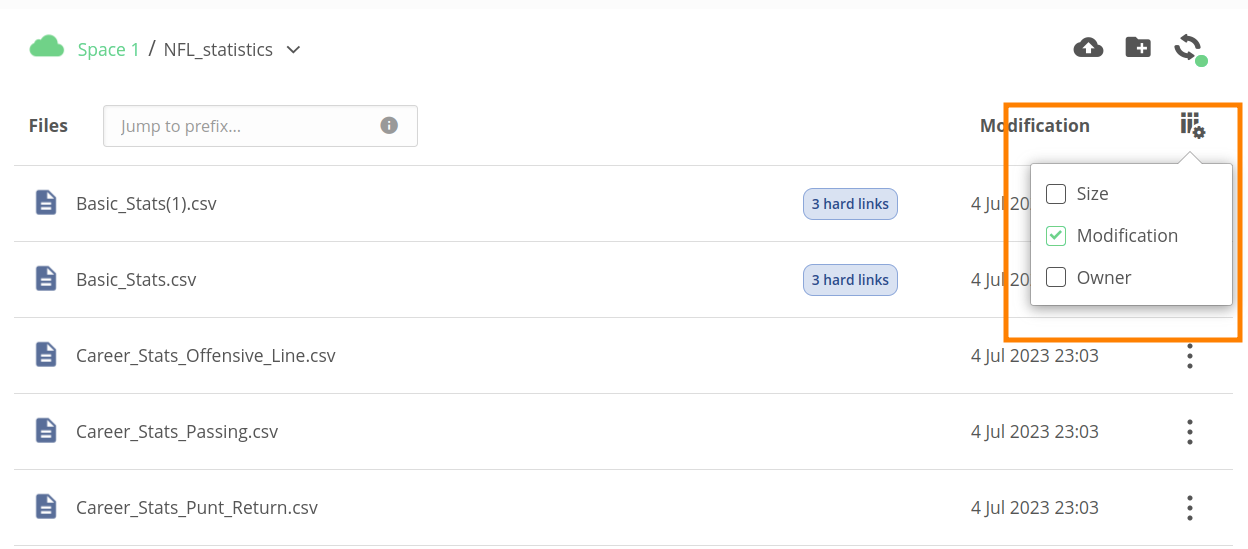 Space 1 / NFL_statistics
Files Jump to prefix... Modification
Size
Modification
Owner
Basic_Stats(1).csv 3 hard links 4 Jul 20
Basic_Stats.csv 3 hard links 4 Jul 20
Career_Stats_Offensive_Line.csv 4 Jul 2023 23:03
Career_Stats_Passing.csv 4 Jul 2023 23:03
Career_Stats_Punt_Return.csv 4 Jul 2023 23:03